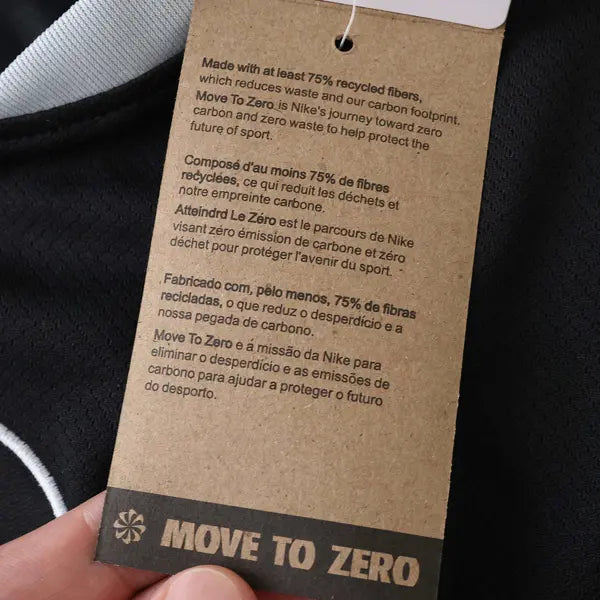 Made with at least 75% recycled fibers,
which reduces waste and our carbon footprint.
Move To Zero is Nike's journey toward zero
carbon and zero waste to help protect the
future of sport.
Composé d'au moins 75% de fibres
recyclées, ce qui reduit les déchets et
notre empreinte carbone.
Atteindrd Le Zéro est le parcours de Nike
visant zéro émission de carbone et zéro
déchet pour protéger l'avenir du sport.
Fabricado com, pelo menos, 75% de fibras
recicladas, o que reduz o desperdício e a
nossa pegada de carbono.
Move To Zero e á missão da Nike para
eliminar o desperdício e as emissões de
carbono para ajudar a proteger o futuro
do desporto.
MOVE TO ZERO